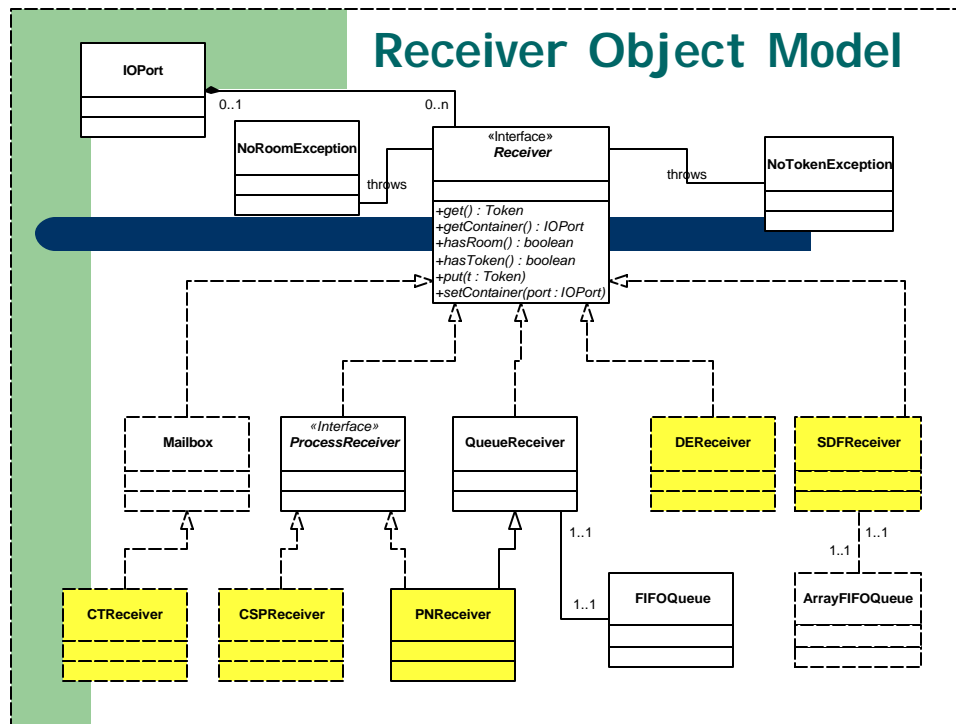 Receiver Object Model
IOPort
0..1
0..n
NoRoomException
throws
«Interface»
Receiver
+get() : Token
+getContainer() : IOPort
+hasRoom() : boolean
+hasToken() : boolean
+put(t : Token)
+setContainer(port : IOPort)
throws
NoTokenException
Mailbox
«Interface»
ProcessReceiver
QueueReceiver
DEReceiver
SDFReceiver
1..1
1..1
1..1
1..1
CTReceiver
CSPReceiver
PNReceiver
FIFOQueue
ArrayFIFOQueue